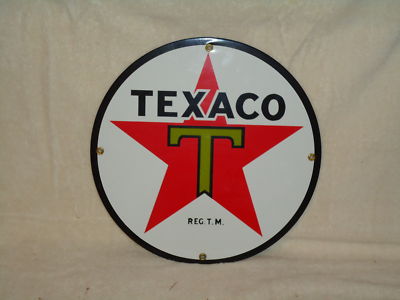 TEXACO
T
REG. T. M.